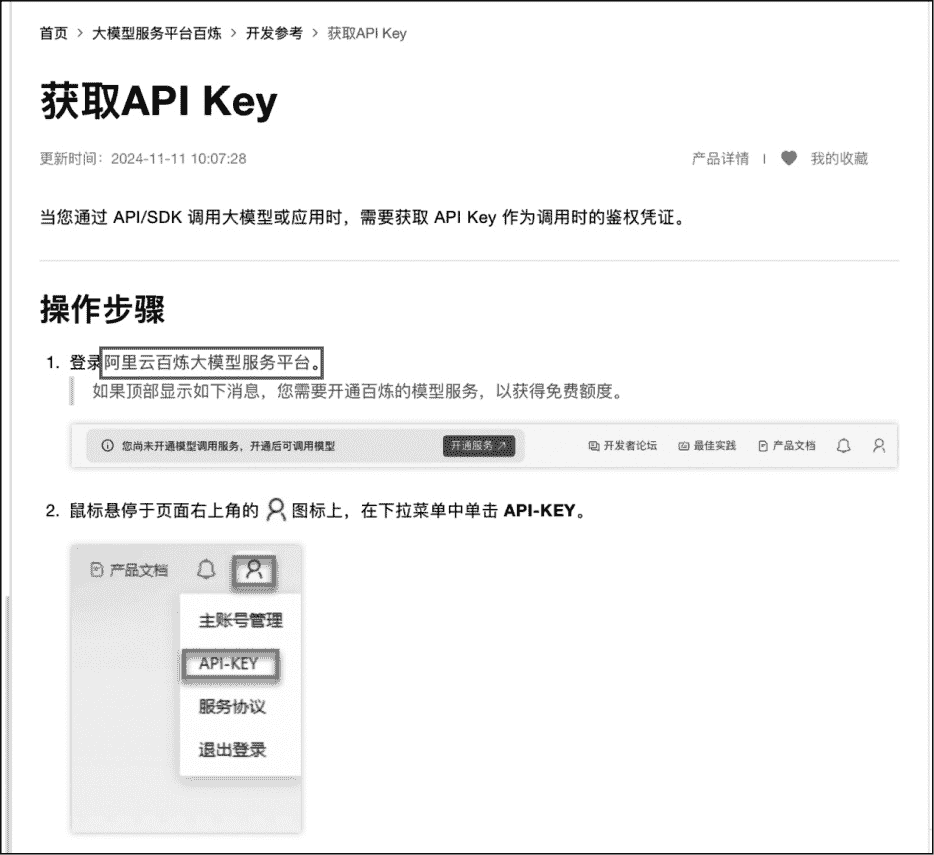 首页 > 大模型服务平台百炼 > 开发参考 > 获取API Key
获取API Key
更新时间：2024-11-11 10:07:28
产品详情 | 我的收藏
当您通过 API/SDK 调用大模型或应用时，需要获取 API Key 作为调用时的鉴权凭证。
操作步骤
1. 登录阿里云百炼大模型服务平台。
如果顶部显示如下消息，您需要开通百炼的模型服务，以获得免费额度。
您尚未开通模型调用服务，开通后可调用模型 开通服务 开发者论坛 最佳实践 产品文档
2. 鼠标悬停于页面右上角的 图标上，在下拉菜单中单击 API-KEY。
产品文档
主账号管理
API-KEY
服务协议
退出登录